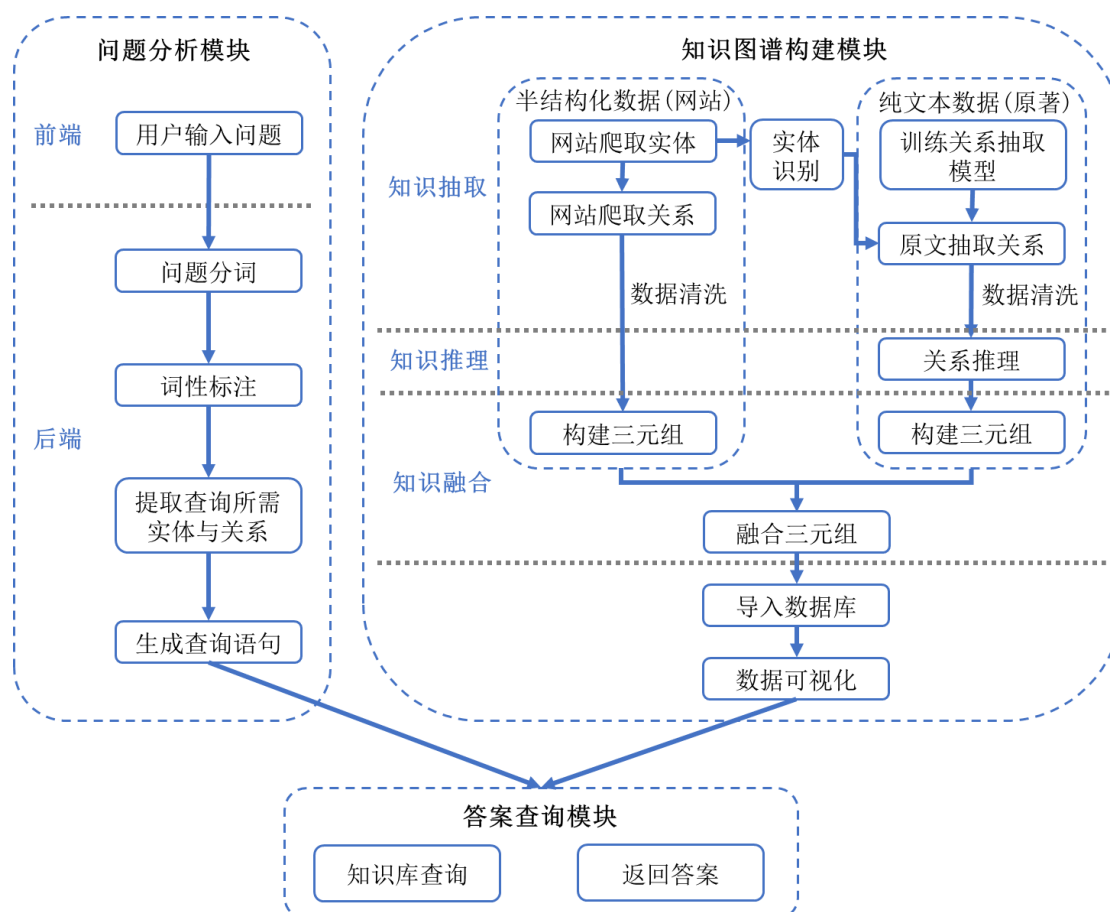 问题分析模块
前端
用户输入问题
问题分词
词性标注
后端
提取查询所需
实体与关系
生成查询语句
知识图谱构建模块
半结构化数据(网站)
纯文本数据(原著)
知识抽取
网站爬取实体
实体
识别
训练关系抽取
模型
网站爬取关系
原文抽取关系
数据清洗
数据清洗
知识推理
关系推理
构建三元组
构建三元组
知识融合
融合三元组
导入数据库
数据可视化
答案查询模块
知识库查询
返回答案